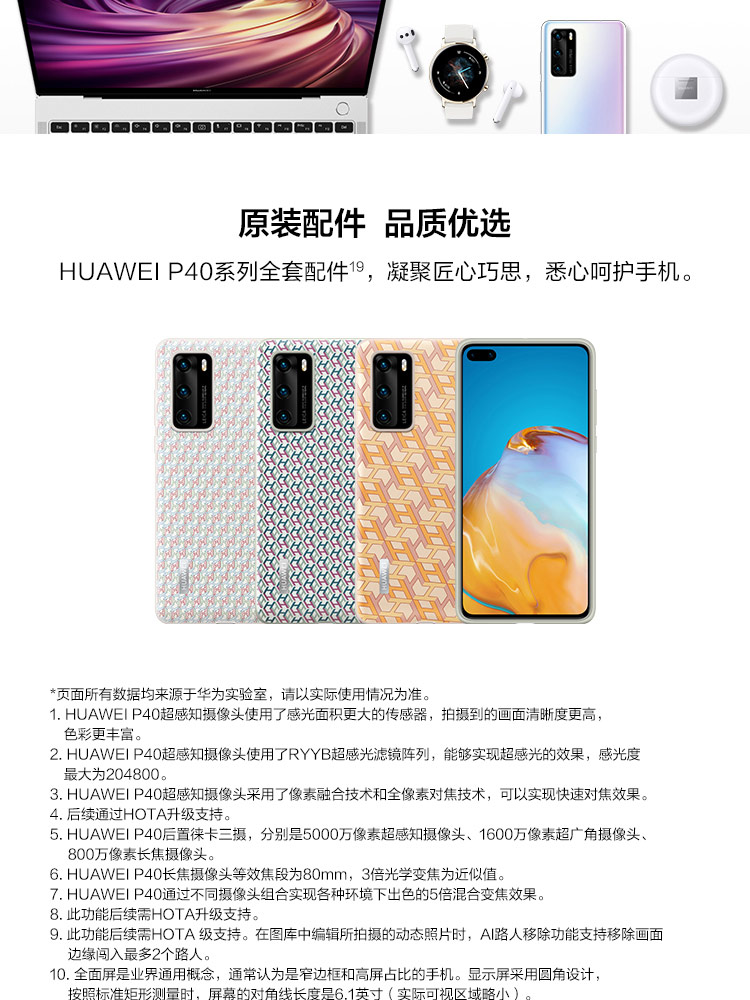 原装配件 品质优选
HUAWEI P40系列全套配件19，凝聚匠心巧思，悉心呵护手机。
HUAWEI
HUAWEI
HUAWEI
*页面所有数据均来源于华为实验室，请以实际使用情况为准。
1. HUAWEI P40超感知摄像头使用了感光面积更大的传感器，拍摄到的画面清晰度更高，
色彩更丰富。
2. HUAWEI P40超感知摄像头使用了RYYB超感光滤镜阵列，能够实现超感光的效果，感光度
最大为204800。
3. HUAWEI P40超感知摄像头采用了像素融合技术和全像素对焦技术，可以实现快速对焦效果。
4. 后续通过HOTA升级支持。
5. HUAWEI P40后置徕卡三摄，分别是5000万像素超感知摄像头、1600万像素超广角摄像头、
800万像素长焦摄像头。
6. HUAWEI P40长焦摄像头等效焦段为80mm，3倍光学变焦为近似值。
7. HUAWEI P40通过不同摄像头组合实现各种环境下出色的5倍混合变焦效果。
8. 此功能后续需HOTA升级支持。
9. 此功能后续需HOTA 级支持。在图库中编辑所拍摄的动态照片时，AI路人移除功能支持移除画面
边缘闯入最多2个路人。
10. 全面屏是业界通用概念，通常认为是窄边框和高屏占比的手机。显示屏采用圆角设计，
按照标准矩形测量时，屏幕的对角线长度是6.1英寸（实际可视区域略小）。